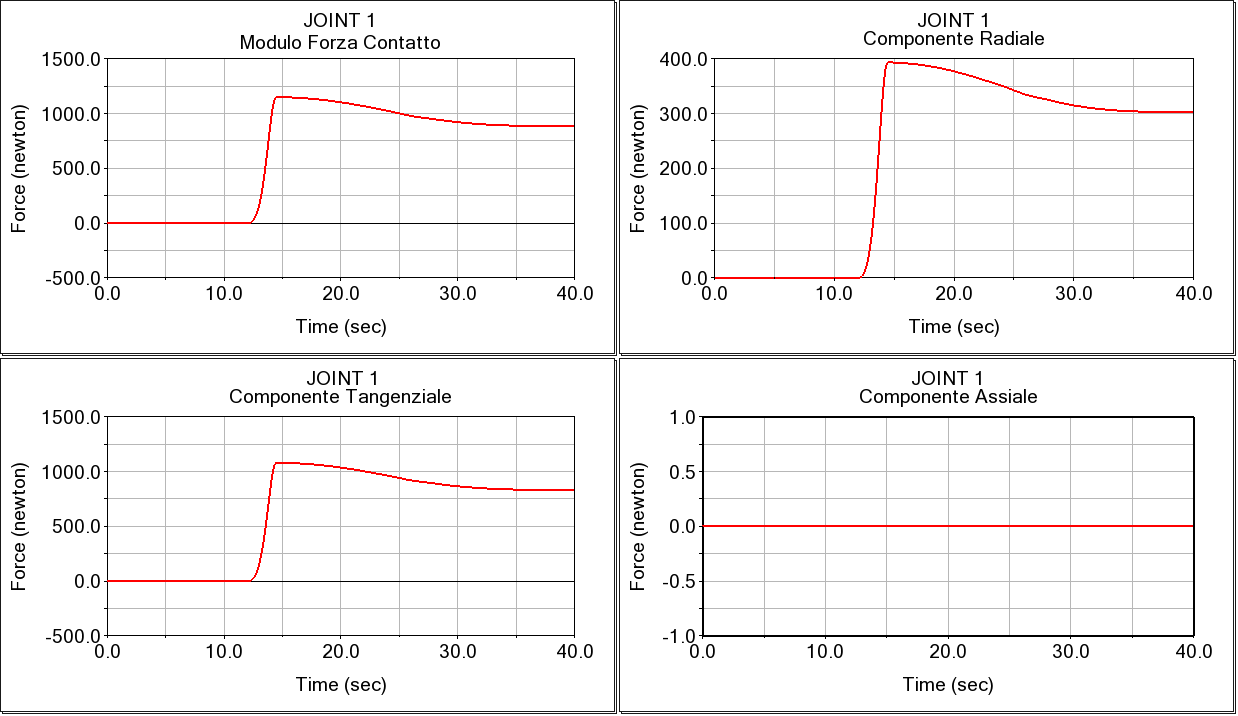 JOINT 1
Modulo Forza Contatto
1500.0
1000.0
500.0
0.0
-500.0
Force (newton)
0.0 10.0 20.0 30.0 40.0
Time (sec)
JOINT 1
Componente Radiale
400.0
300.0
200.0
100.0
0.0
Force (newton)
0.0 10.0 20.0 30.0 40.0
Time (sec)
JOINT 1
Componente Tangenziale
1500.0
1000.0
500.0
0.0
-500.0
Force (newton)
0.0 10.0 20.0 30.0 40.0
Time (sec)
JOINT 1
Componente Assiale
1.0
0.5
0.0
-0.5
-1.0
Force (newton)
0.0 10.0 20.0 30.0 40.0
Time (sec)